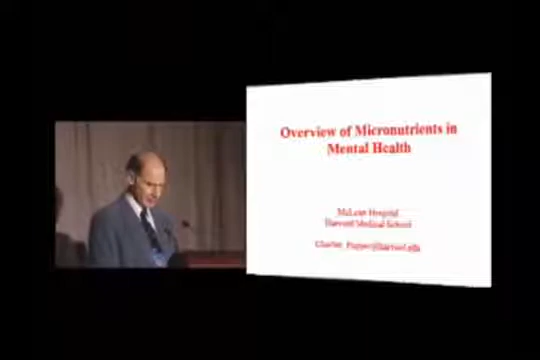 Overview of Micronutrients in
Mental Health
McLean Hospital
Harvard Medical School